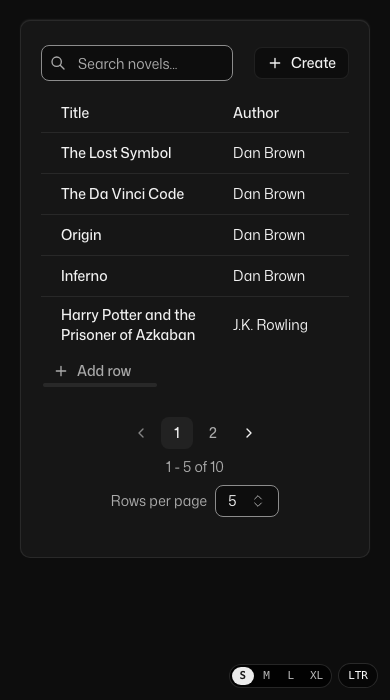 Search novels...
Create
Title Author
The Lost Symbol Dan Brown
The Da Vinci Code Dan Brown
Origin Dan Brown
Inferno Dan Brown
Harry Potter and the
Prisoner of Azkaban
J.K. Rowling
Add row
1 2
1 - 5 of 10
Rows per page 5
S M L XL LTR